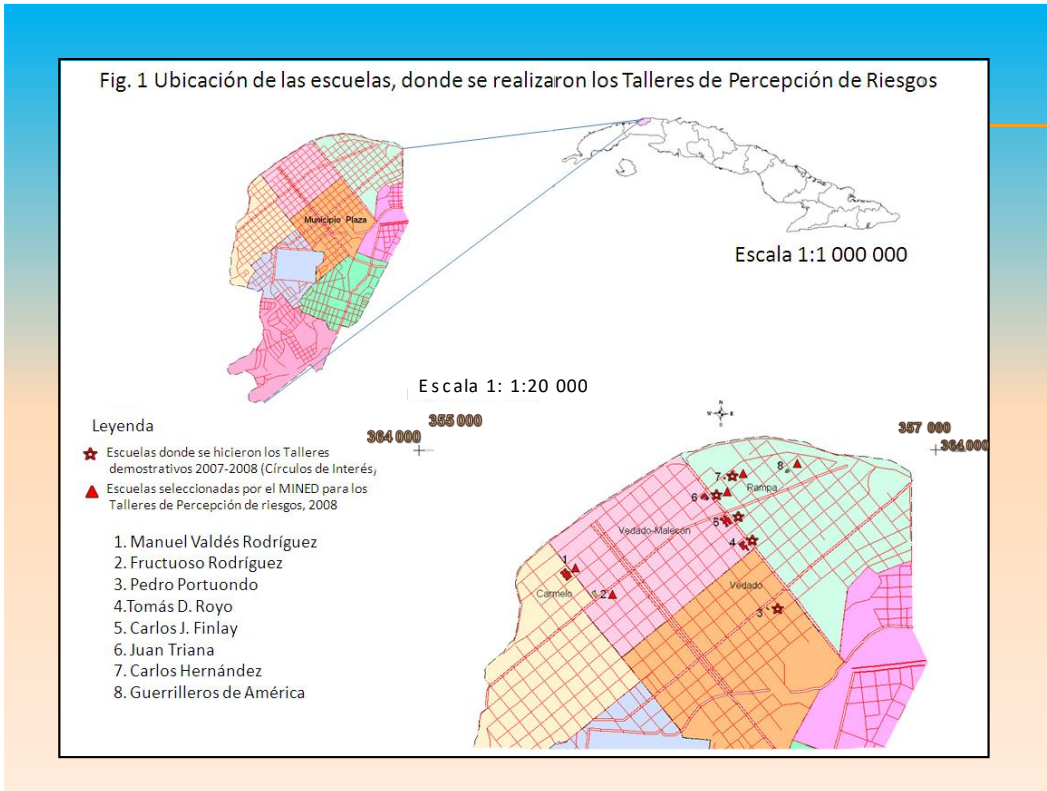 Fig. 1 Ubicación de las escuelas, donde se realizaron los Talleres de Percepción de Riesgos
Municipio Plaza
Escala 1:1 000 000
Escala 1: 1:20 000
Leyenda
Escuelas donde se hicieron los Talleres
demostrativos 2007-2008 (Círculos de Interés)
Escuelas seleccionadas por el MINED para los
Talleres de Percepción de riesgos, 2008
1. Manuel Valdés Rodríguez
2. Fructuoso Rodríguez
3. Pedro Portuondo
4.Tomás D. Royo
5. Carlos J. Finlay
6. Juan Triana
7. Carlos Hernández
8. Guerrilleros de América
355 000
364 000
N
W E
S
357 000
364 000
8
7
Rampa
6
5
Vedado-Malecón
4
1
Carmelo
2
Vedado
3